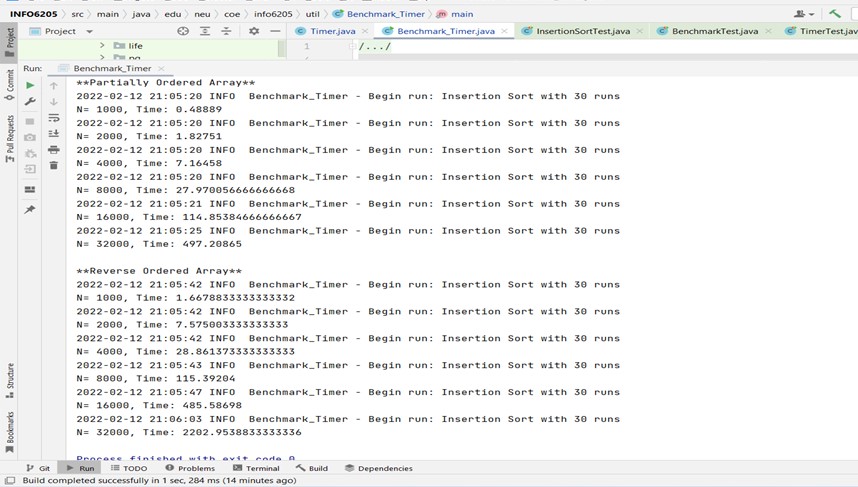 INFO6205 › src › main › java › edu › neu › coe › info6205 › util › Benchmark_Timer › main
Project
Timer.java × Benchmark_Timer.java × InsertionSortTest.java × BenchmarkTest.java × TimerTest.java
> life
1 /.../
Run: Benchmark_Timer ×
**Partially Ordered Array**
2022-02-12 21:05:20 INFO Benchmark_Timer - Begin run: Insertion Sort with 30 runs
N= 1000, Time: 0.48889
2022-02-12 21:05:20 INFO Benchmark_Timer - Begin run: Insertion Sort with 30 runs
N= 2000, Time: 1.82751
2022-02-12 21:05:20 INFO Benchmark_Timer - Begin run: Insertion Sort with 30 runs
N= 4000, Time: 7.16458
2022-02-12 21:05:20 INFO Benchmark_Timer - Begin run: Insertion Sort with 30 runs
N= 8000, Time: 27.970056666666668
2022-02-12 21:05:21 INFO Benchmark_Timer - Begin run: Insertion Sort with 30 runs
N= 16000, Time: 114.85384666666667
2022-02-12 21:05:25 INFO Benchmark_Timer - Begin run: Insertion Sort with 30 runs
N= 32000, Time: 497.20865
**Reverse Ordered Array**
2022-02-12 21:05:42 INFO Benchmark_Timer - Begin run: Insertion Sort with 30 runs
N= 1000, Time: 1.6678833333333332
2022-02-12 21:05:42 INFO Benchmark_Timer - Begin run: Insertion Sort with 30 runs
N= 2000, Time: 7.575003333333333
2022-02-12 21:05:42 INFO Benchmark_Timer - Begin run: Insertion Sort with 30 runs
N= 4000, Time: 28.861373333333333
2022-02-12 21:05:43 INFO Benchmark_Timer - Begin run: Insertion Sort with 30 runs
N= 8000, Time: 115.39204
2022-02-12 21:05:47 INFO Benchmark_Timer - Begin run: Insertion Sort with 30 runs
N= 16000, Time: 485.58698
2022-02-12 21:06:03 INFO Benchmark_Timer - Begin run: Insertion Sort with 30 runs
N= 32000, Time: 2202.9538833333336
Process finished with exit code 0
Project
Commit
Pull Requests
Structure
Bookmarks
Git Run TODO Problems Terminal Build Dependencies
Build completed successfully in 1 sec, 284 ms (14 minutes ago)